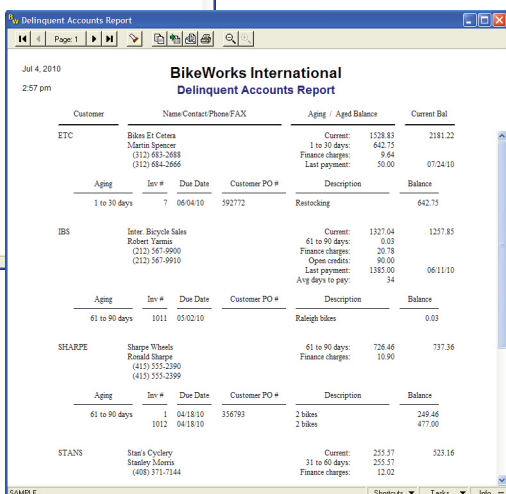 Delinquent Accounts Report
Page: 1
Jul 4, 2010
BikeWorks International
2:57 pm
Delinquent Accounts Report
Customer Name/Contact/Phone/FAX Aging / Aged Balance Current Bal
ETC Bikes Et Cetera Current: 1528.83 2181.22
Martin Spencer 1 to 30 days: 642.75
(312) 683-2688 Finance charges: 9.64
(312) 684-2666 Last payment: 50.00 07/24/10
Aging Inv # Due Date Customer PO # Description Balance
1 to 30 days 7 06/04/10 592772 Restocking 642.75
IBS Inter. Bicycle Sales Current: 1327.04 1257.85
Robert Yarmis 61 to 90 days: 0.03
(212) 567-9900 Finance charges: 20.78
(212) 567-9910 Open credits: 90.00
Last payment: 1385.00 06/11/10
Avg days to pay: 34
Aging Inv # Due Date Customer PO # Description Balance
61 to 90 days 1011 05/02/10 Raleigh bikes 0.03
SHARPE Sharpe Wheels 61 to 90 days: 726.46 737.36
Ronald Sharpe Finance charges: 10.90
(415) 555-2390
(415) 555-2399
Aging Inv # Due Date Customer PO # Description Balance
61 to 90 days 1 04/18/10 356793 2 bikes 249.46
1012 04/18/10 2 bikes 477.00
STANS Stan's Cyclery Current: 255.57 523.16
Stanley Morris 31 to 60 days: 255.57
(408) 371-7144 Finance charges: 12.02
SAMPLE Shortcuts Tasks Info